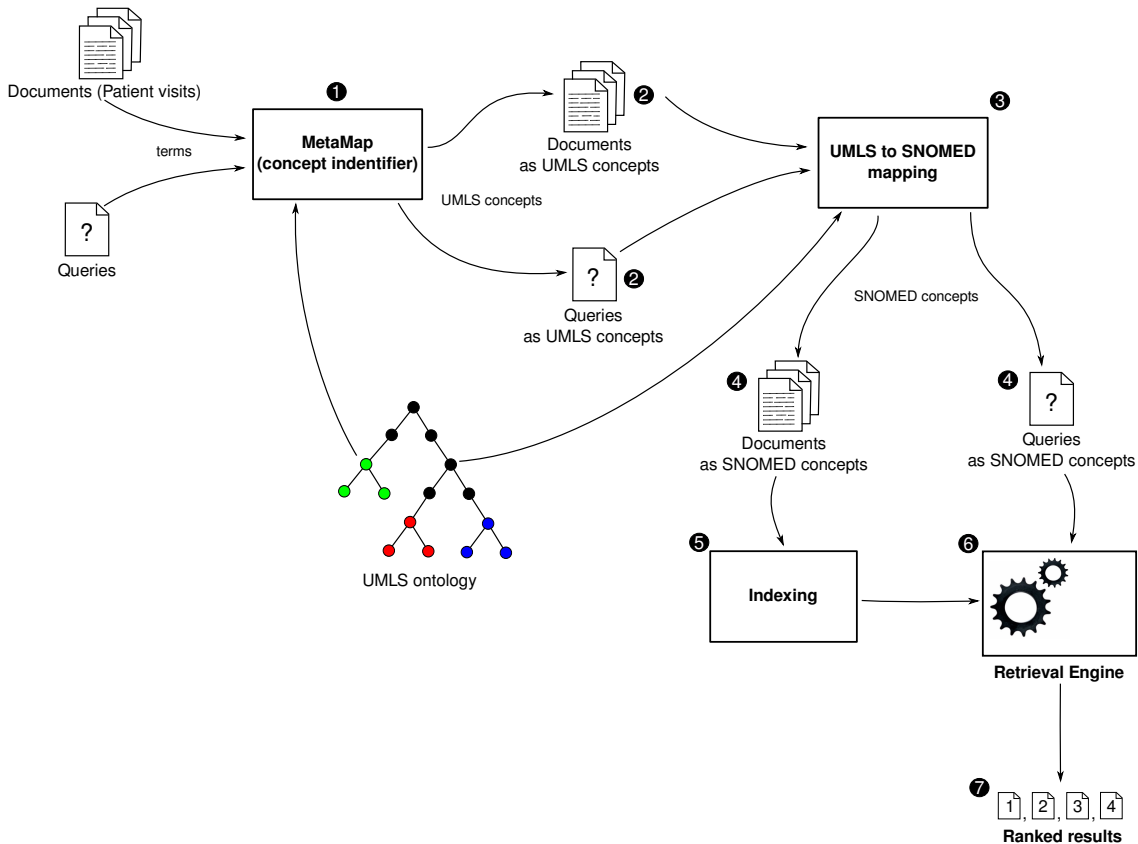 Documents (Patient visits)
terms
?
Queries
1
MetaMap
(concept indentifier)
UMLS concepts
2
Documents
as UMLS concepts
?
2
Queries
as UMLS concepts
3
UMLS to SNOMED
mapping
SNOMED concepts
UMLS ontology
4
Documents
as SNOMED concepts
4
?
Queries
as SNOMED concepts
5
Indexing
6
Retrieval Engine
7
1, 2, 3, 4
Ranked results